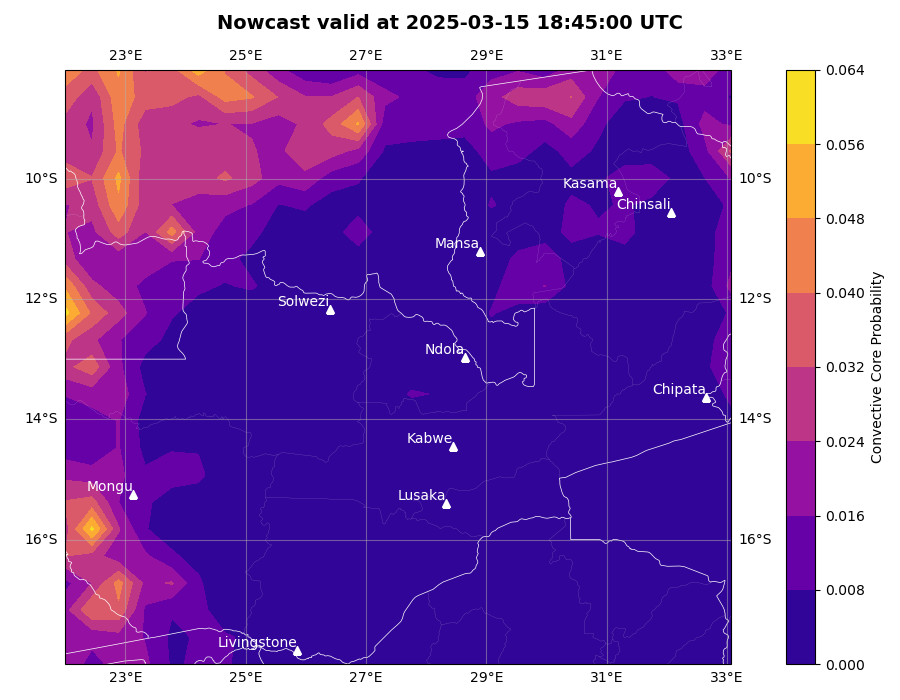 Nowcast valid at 2025-03-15 18:45:00 UTC
23°E 25°E 27°E 29°E 31°E 33°E
0.064
0.056
0.048
0.040
0.032
0.024
0.016
0.008
0.000
Convective Core Probability
10°S 10°S
12°S 12°S
14°S 14°S
16°S 16°S
Kasama
Chinsali
Mansa
Solwezi
Ndola
Chipata
Kabwe
Mongu
Lusaka
Livingstone
23°E 25°E 27°E 29°E 31°E 33°E